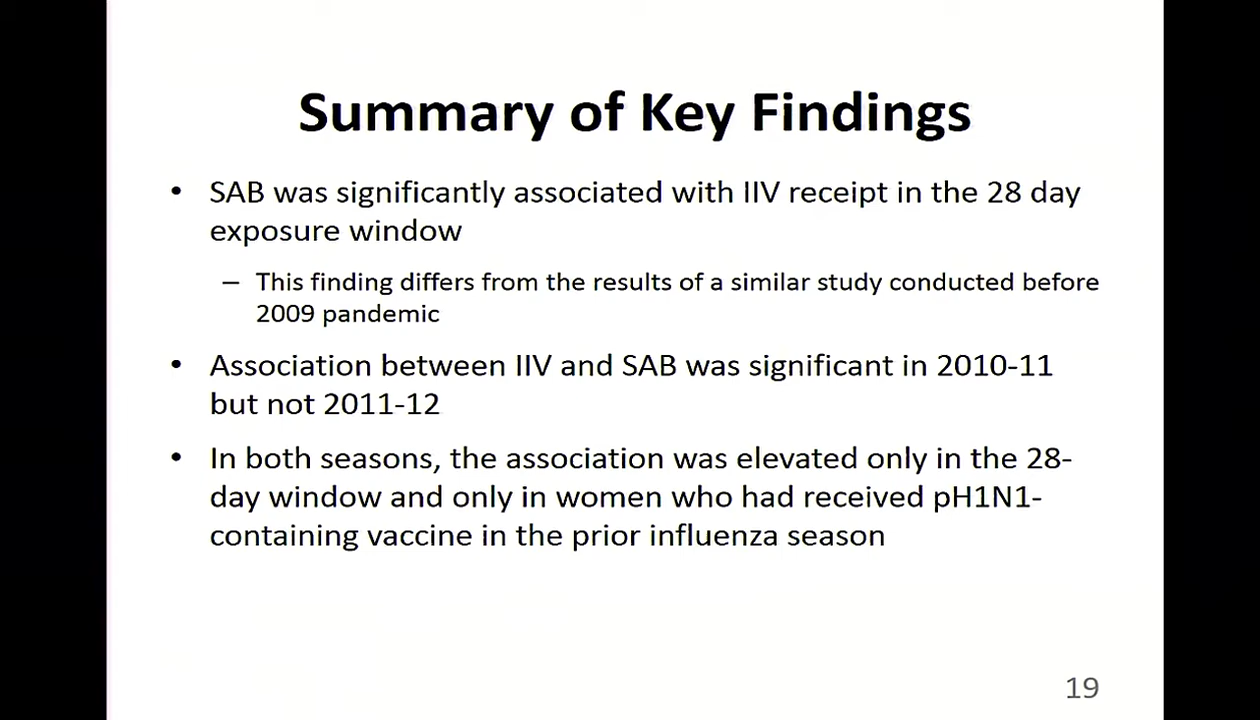 Summary of Key Findings
• SAB was significantly associated with IIV receipt in the 28 day
exposure window
– This finding differs from the results of a similar study conducted before
2009 pandemic
• Association between IIV and SAB was significant in 2010-11
but not 2011-12
• In both seasons, the association was elevated only in the 28-
day window and only in women who had received pH1N1-
containing vaccine in the prior influenza season
19